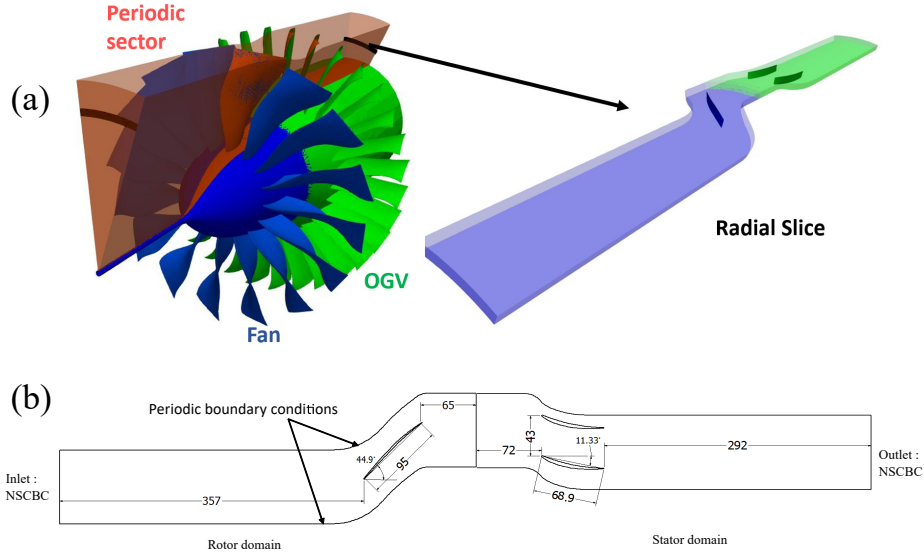 Periodic
sector
(a)
OGV
Fan
Radial Slice
(b)
Periodic boundary conditions
65
72
43
11.33'
292
44.9'
95
68.9
357
Inlet :
NSCBC
Outlet :
NSCBC
Rotor domain
Stator domain